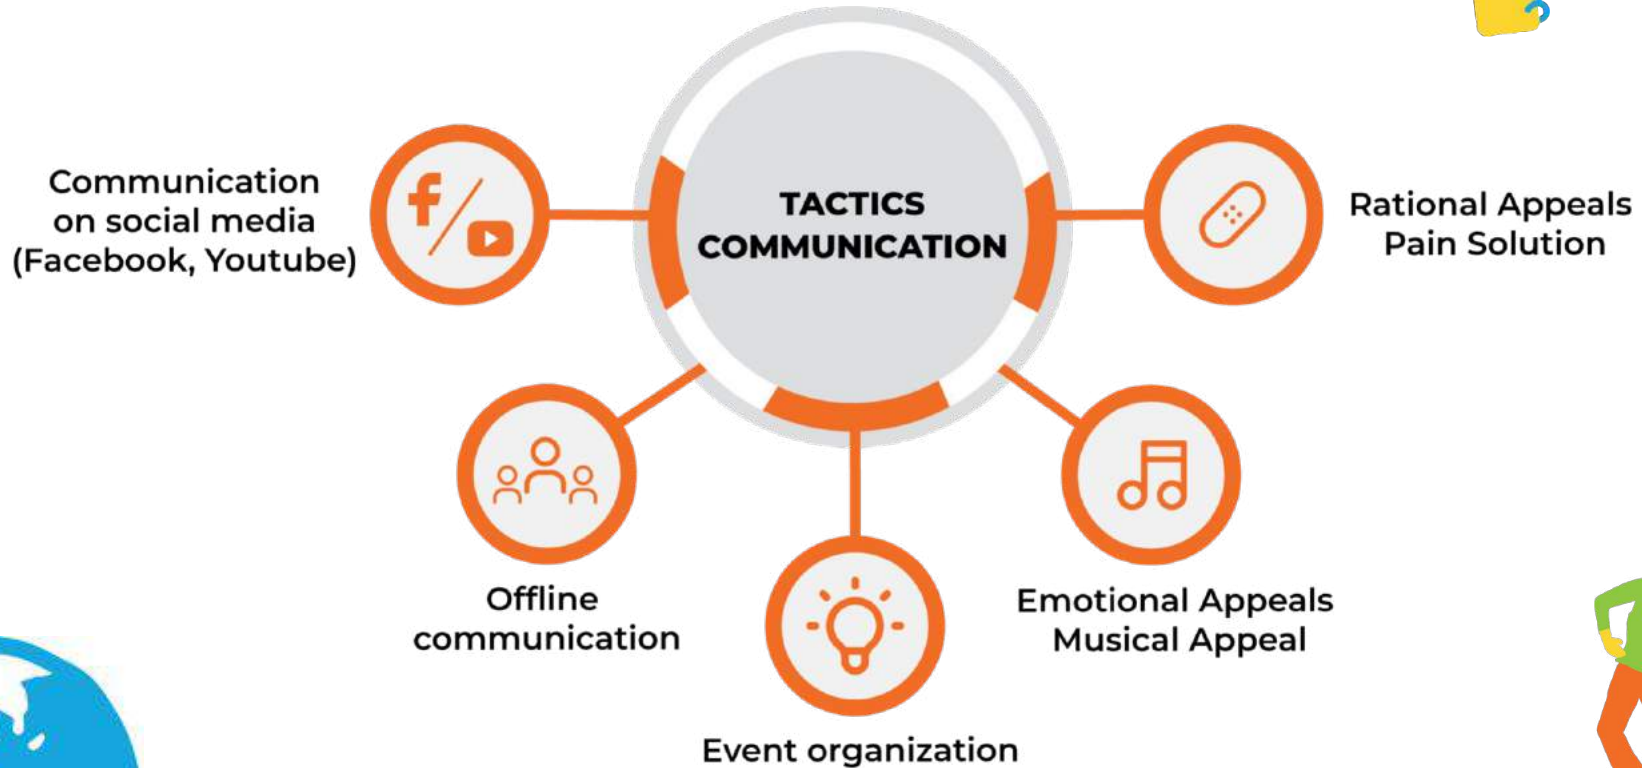 TACTICS
COMMUNICATION
Communication
on social media
(Facebook, Youtube)
Rational Appeals
Pain Solution
Offline
communication
Emotional Appeals
Musical Appeal
Event organization